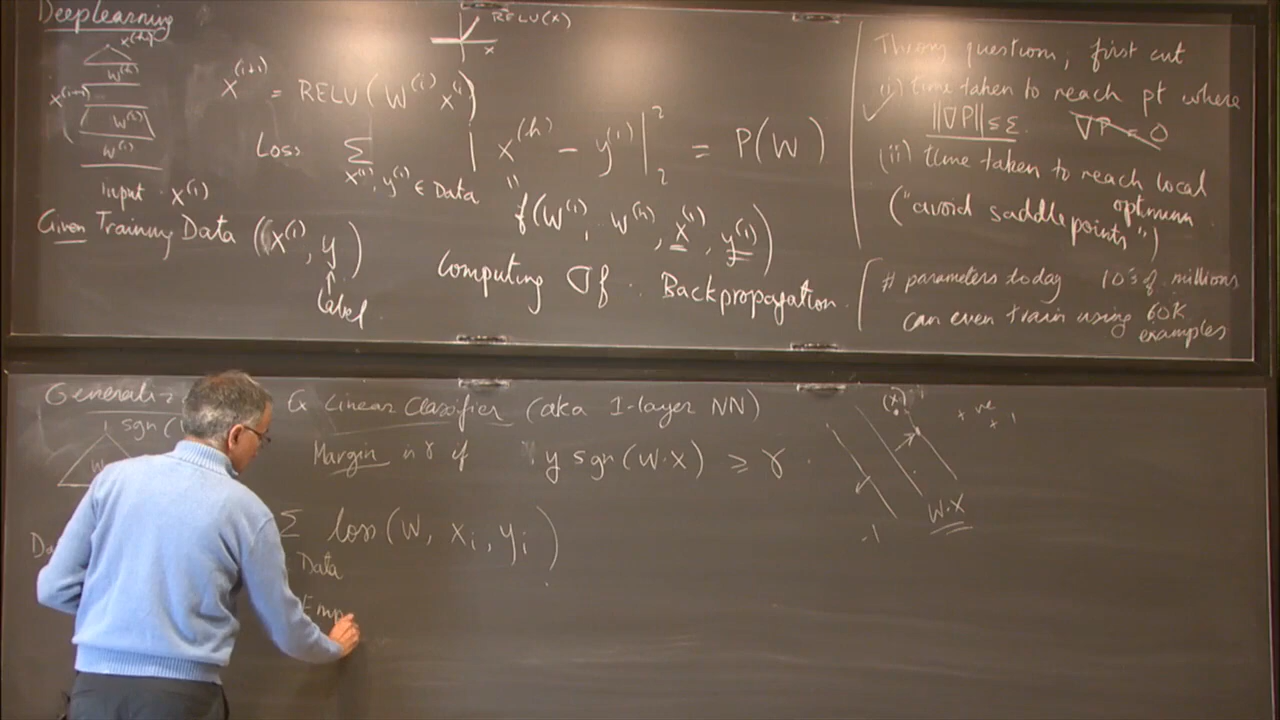 Deeplearning
x^(h)
W^(h)
x^(i+1)
W^(i)
W^(1)
input x^(1)
Given Training Data (x^(i), y)
label
RELU(x)
x
x^(i+1) = RELU(W^(i) x^(i))
Loss Σ | x^(h) - y^(i) |_2^2 = P(W)
x^(i), y^(i) ∈ Data
f(W^(1), W^(h), x^(i), y^(i))
Computing ∇f : Backpropagation
Theory questions, first cut
(i) time taken to reach pt where
||∇P|| ≤ ε. ∇P = 0
(ii) time taken to reach local
optimum
("avoid saddle points")
# parameters today 10's of millions
can even train using 60K
examples
sgn(
W
Da
& Linear Classifier (aka 1-layer NN)
Margin is γ if y sgn(W·X) ≥ γ.
Σ loss(W, x_i, y_i)
Data
Emp
(x)
+ve
W·X
-1